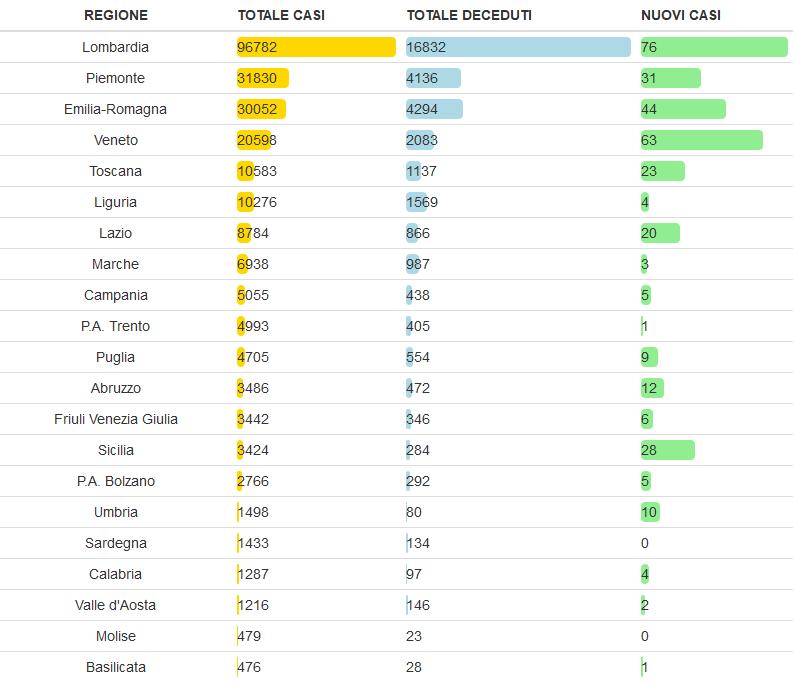 REGIONE TOTALE CASI TOTALE DECEDUTI NUOVI CASI
Lombardia 96782 16832 76
Piemonte 31830 4136 31
Emilia-Romagna 30052 4294 44
Veneto 20598 2083 63
Toscana 10583 1137 23
Liguria 10276 1569 4
Lazio 8784 866 20
Marche 6938 987 3
Campania 5055 438 5
P.A. Trento 4993 405 1
Puglia 4705 554 9
Abruzzo 3486 472 12
Friuli Venezia Giulia 3442 346 6
Sicilia 3424 284 28
P.A. Bolzano 2766 292 5
Umbria 1498 80 10
Sardegna 1433 134 0
Calabria 1287 97 4
Valle d'Aosta 1216 146 2
Molise 479 23 0
Basilicata 476 28 1